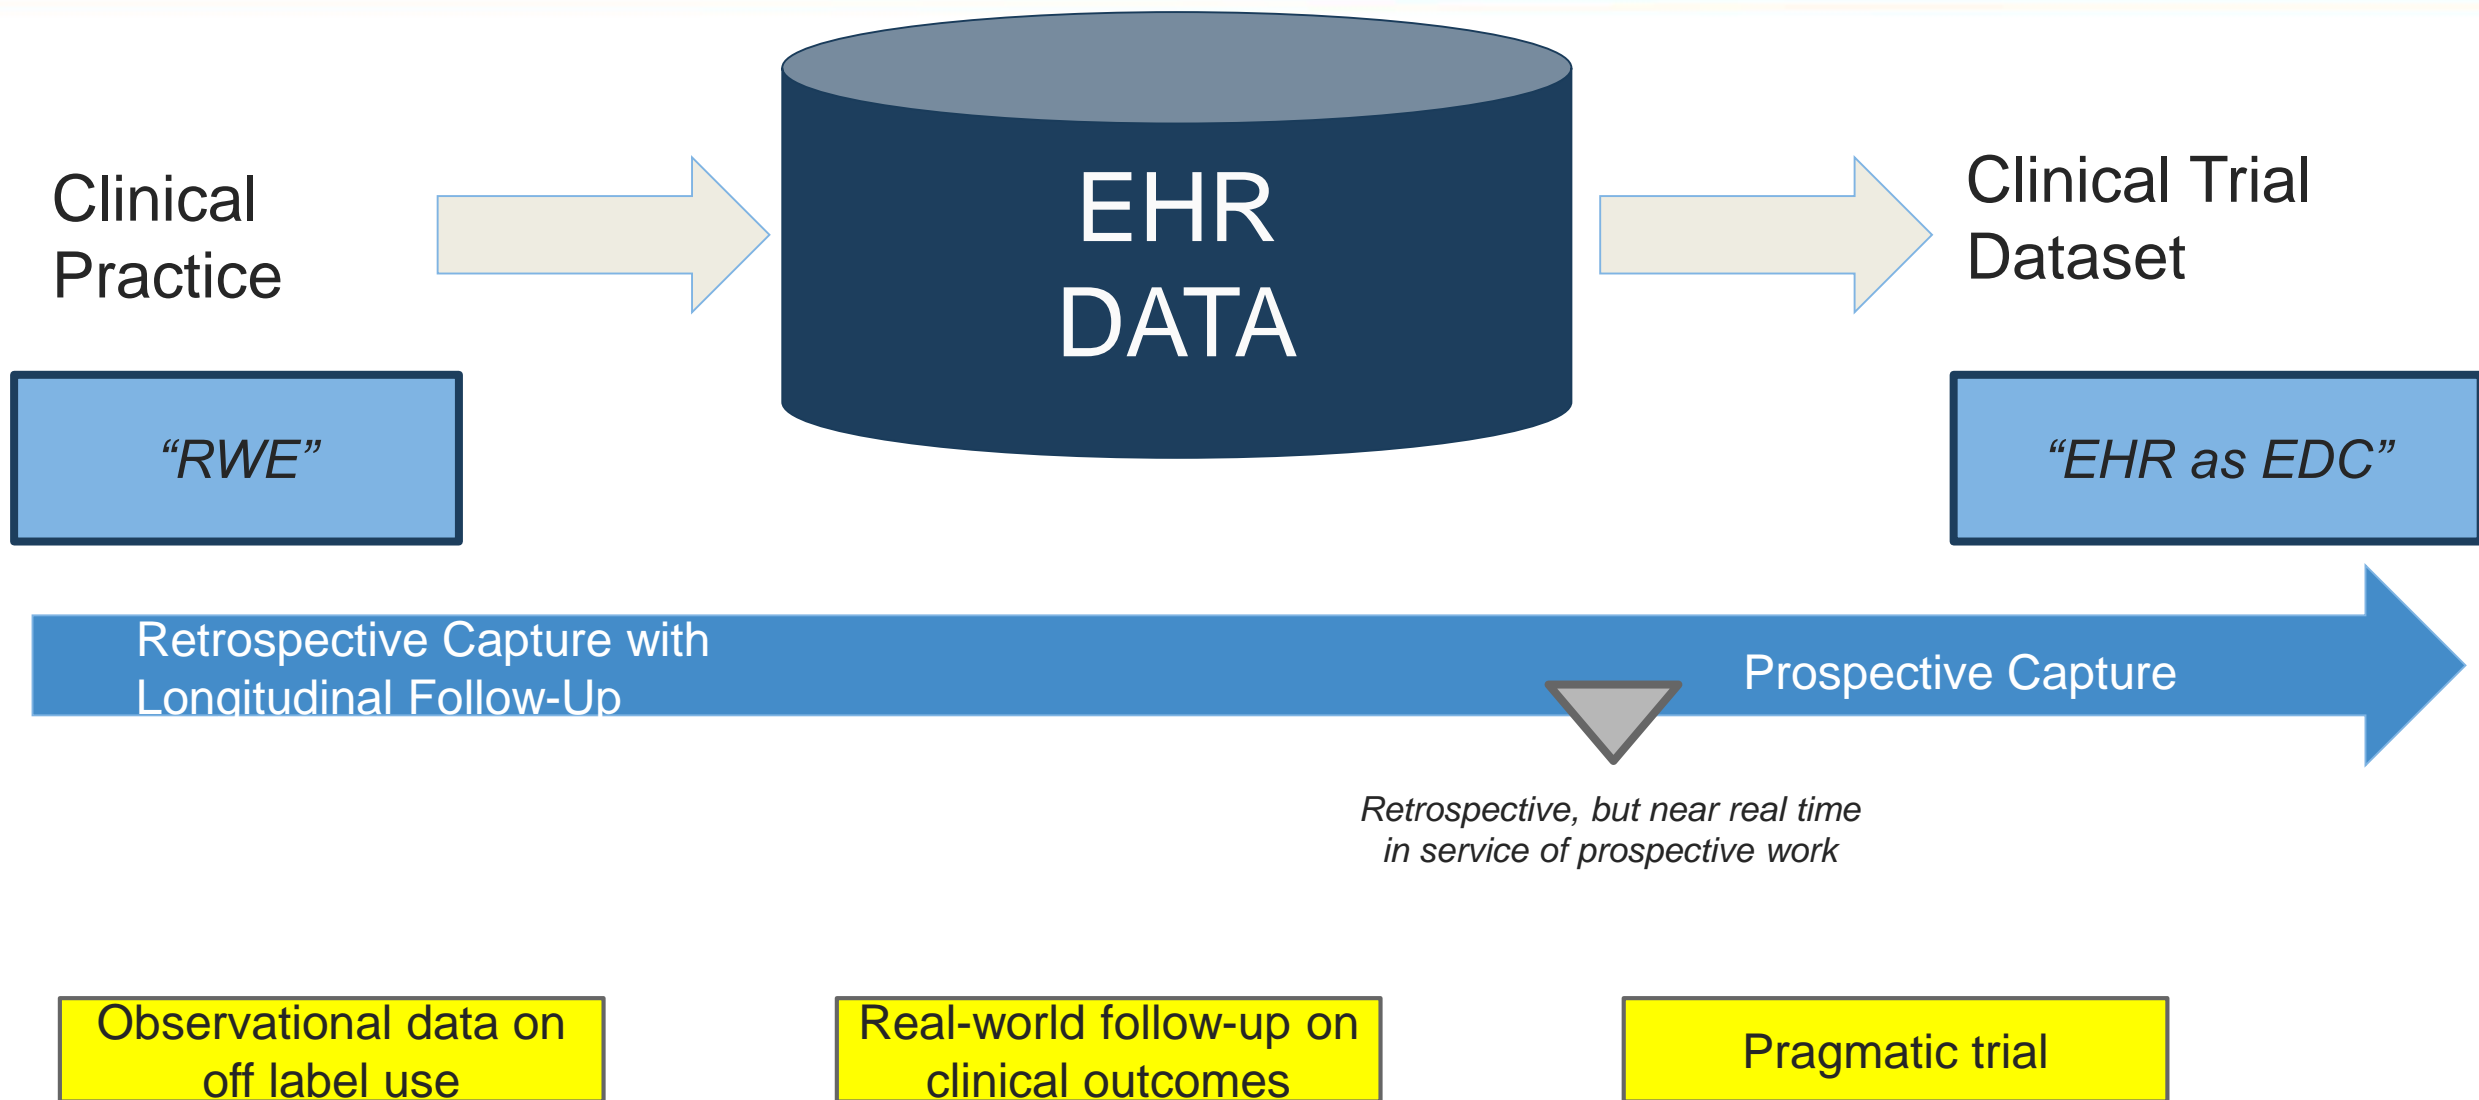 Clinical
Practice
EHR
DATA
Clinical Trial
Dataset
“RWE”
“EHR as EDC”
Retrospective Capture with
Longitudinal Follow-Up
Prospective Capture
Retrospective, but near real time
in service of prospective work
Observational data on
off label use
Real-world follow-up on
clinical outcomes
Pragmatic trial